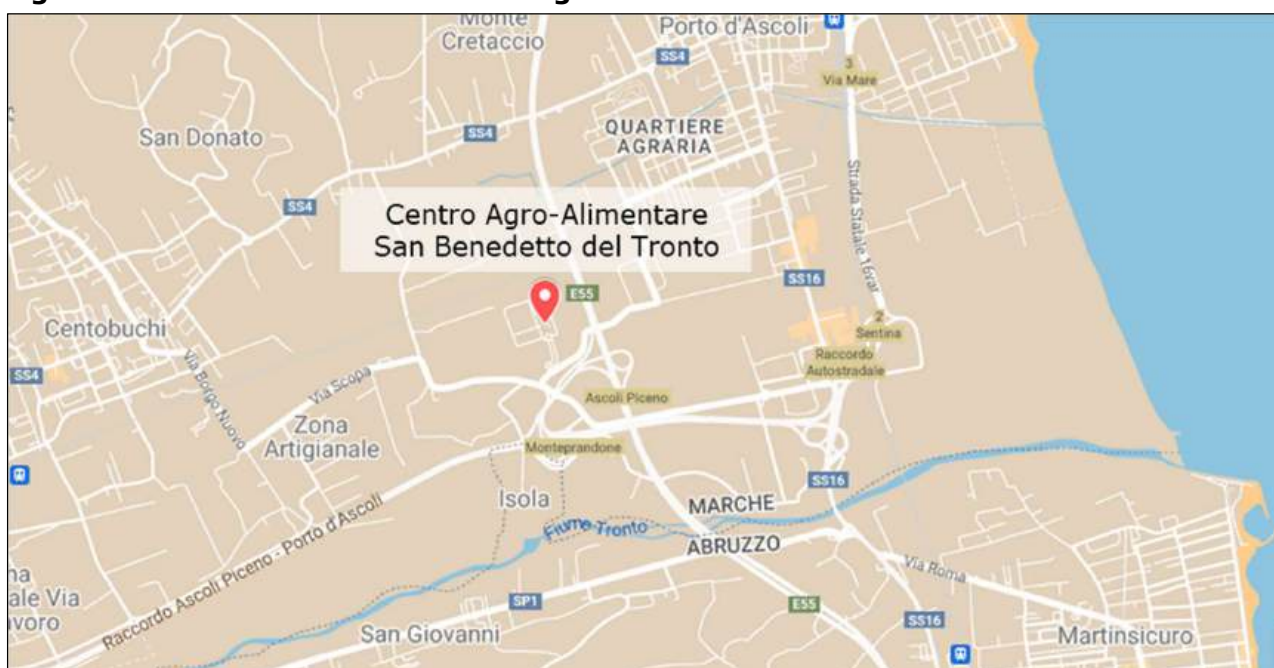 Monte
Cretaccio
Porto d'Ascoli
SS4
3
Via Mare
San Donato
SS4
QUARTIERE
AGRARIA
SS4
Strada Statale 16var
Centro Agro-Alimentare
San Benedetto del Tronto
E55
SS16
Centobuchi
2
Sentina
Raccordo
Autostradale
SS4
Via Borgo Nuovo
Via Scopa
Ascoli Piceno
Zona
Artigianale
Monteprandone
SS16
Isola
MARCHE
Fiume Tronto
ABRUZZO
Raccordo Ascoli Piceno - Porto d'Ascoli
Via Roma
ale Via
SP1
E55
San Giovanni
SS16
Martinsicuro